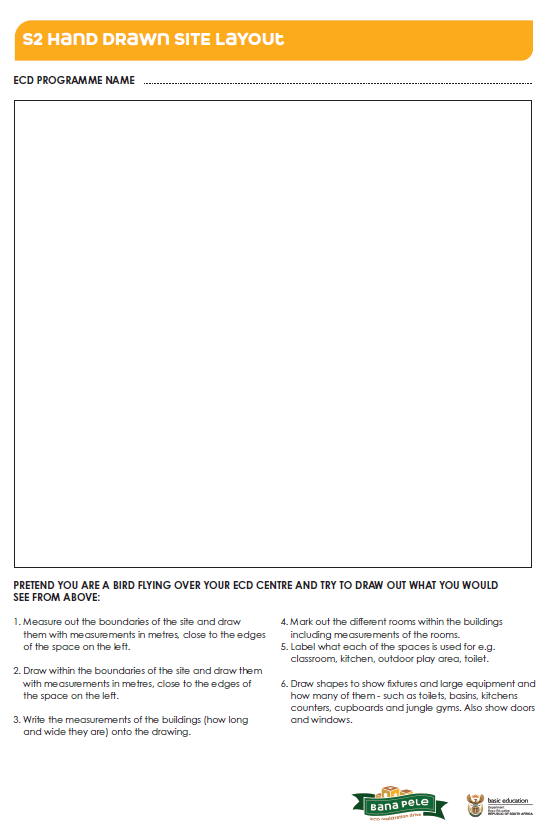 S2 Hand Drawn Site Layout
ECD PROGRAMME NAME
PRETEND YOU ARE A BIRD FLYING OVER YOUR ECD CENTRE AND TRY TO DRAW OUT WHAT YOU WOULD
SEE FROM ABOVE:
1. Measure out the boundaries of the site and draw
them with measurements in metres, close to the edges
of the space on the left.
2. Draw within the boundaries of the site and draw them
with measurements in metres, close to the edges of
the space on the left.
3. Write the measurements of the buildings (how long
and wide they are) onto the drawing.
4. Mark out the different rooms within the buildings
including measurements of the rooms.
5. Label what each of the spaces is used for e.g.
classroom, kitchen, outdoor play area, toilet.
6. Draw shapes to show fixtures and large equipment and
how many of them - such as toilets, basins, kitchens
counters, cupboards and jungle gyms. Also show doors
and windows.
Bana Pele
ECD registration drive
basic education
Department:
Basic Education
REPUBLIC OF SOUTH AFRICA